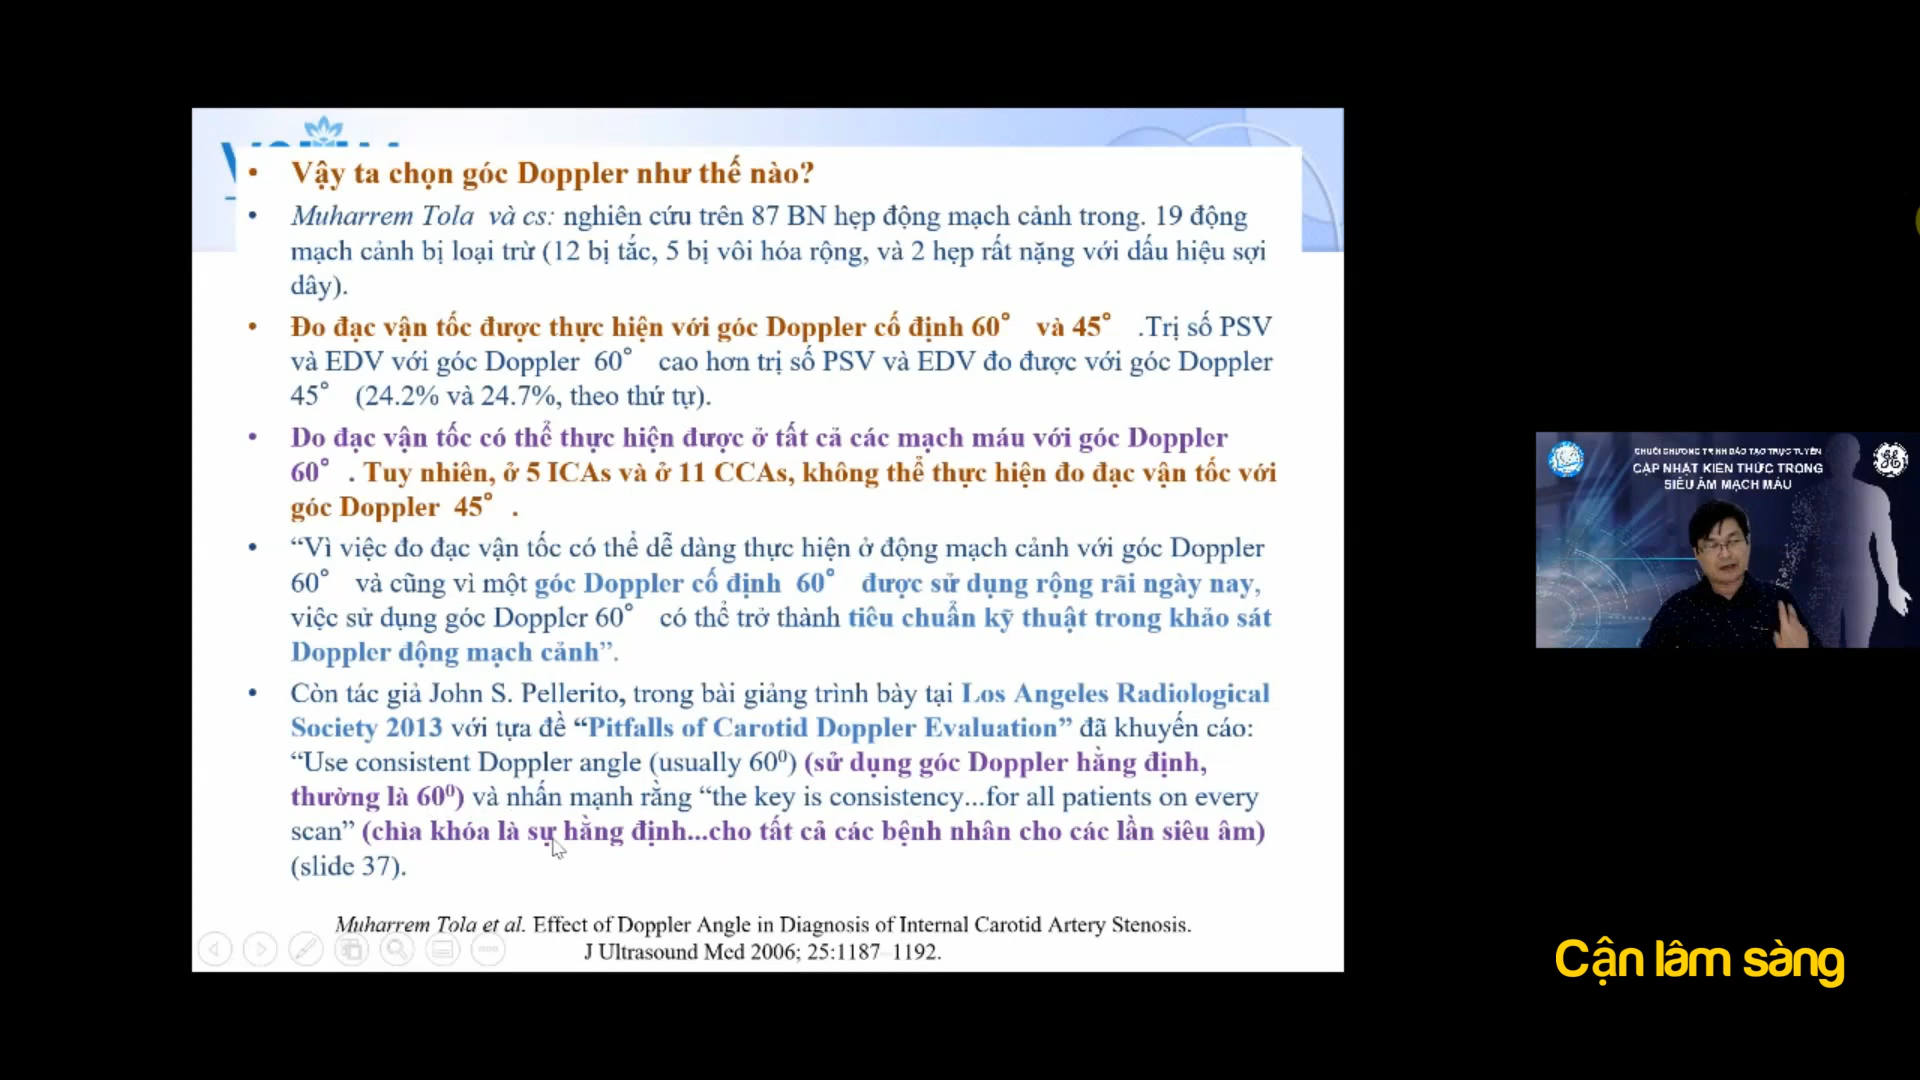 • Vậy ta chọn góc Doppler như thế nào?
• Muharrem Tola và cs: nghiên cứu trên 87 BN hẹp động mạch cảnh trong. 19 động
mạch cảnh bị loại trừ (12 bị tắc, 5 bị vôi hóa rộng, và 2 hẹp rất nặng với dấu hiệu sợi
dây).
• Đo đạc vận tốc được thực hiện với góc Doppler cố định 60° và 45° .Trị số PSV
và EDV với góc Doppler 60° cao hơn trị số PSV và EDV đo được với góc Doppler
45° (24.2% và 24.7%, theo thứ tự).
• Do đạc vận tốc có thể thực hiện được ở tất cả các mạch máu với góc Doppler
60° . Tuy nhiên, ở 5 ICAs và ở 11 CCAs, không thể thực hiện đo đạc vận tốc với
góc Doppler 45° .
• “Vì việc đo đạc vận tốc có thể dễ dàng thực hiện ở động mạch cảnh với góc Doppler
60° và cũng vì một góc Doppler cố định 60° được sử dụng rộng rãi ngày nay,
việc sử dụng góc Doppler 60° có thể trở thành tiêu chuẩn kỹ thuật trong khảo sát
Doppler động mạch cảnh”.
• Còn tác giả John S. Pellerito, trong bài giảng trình bày tại Los Angeles Radiological
Society 2013 với tựa đề “Pitfalls of Carotid Doppler Evaluation” đã khuyến cáo:
“Use consistent Doppler angle (usually 60⁰) (sử dụng góc Doppler hằng định,
thường là 60⁰) và nhấn mạnh rằng “the key is consistency...for all patients on every
scan” (chìa khóa là sự hằng định...cho tất cả các bệnh nhân cho các lần siêu âm)
(slide 37).
Muharrem Tola et al. Effect of Doppler Angle in Diagnosis of Internal Carotid Artery Stenosis.
J Ultrasound Med 2006; 25:1187–1192.
CHUỖI CHƯƠNG TRÌNH ĐÀO TẠO TRỰC TUYẾN
CẬP NHẬT KIẾN THỨC TRONG
SIÊU ÂM MẠCH MÁU
Cận lâm sàng